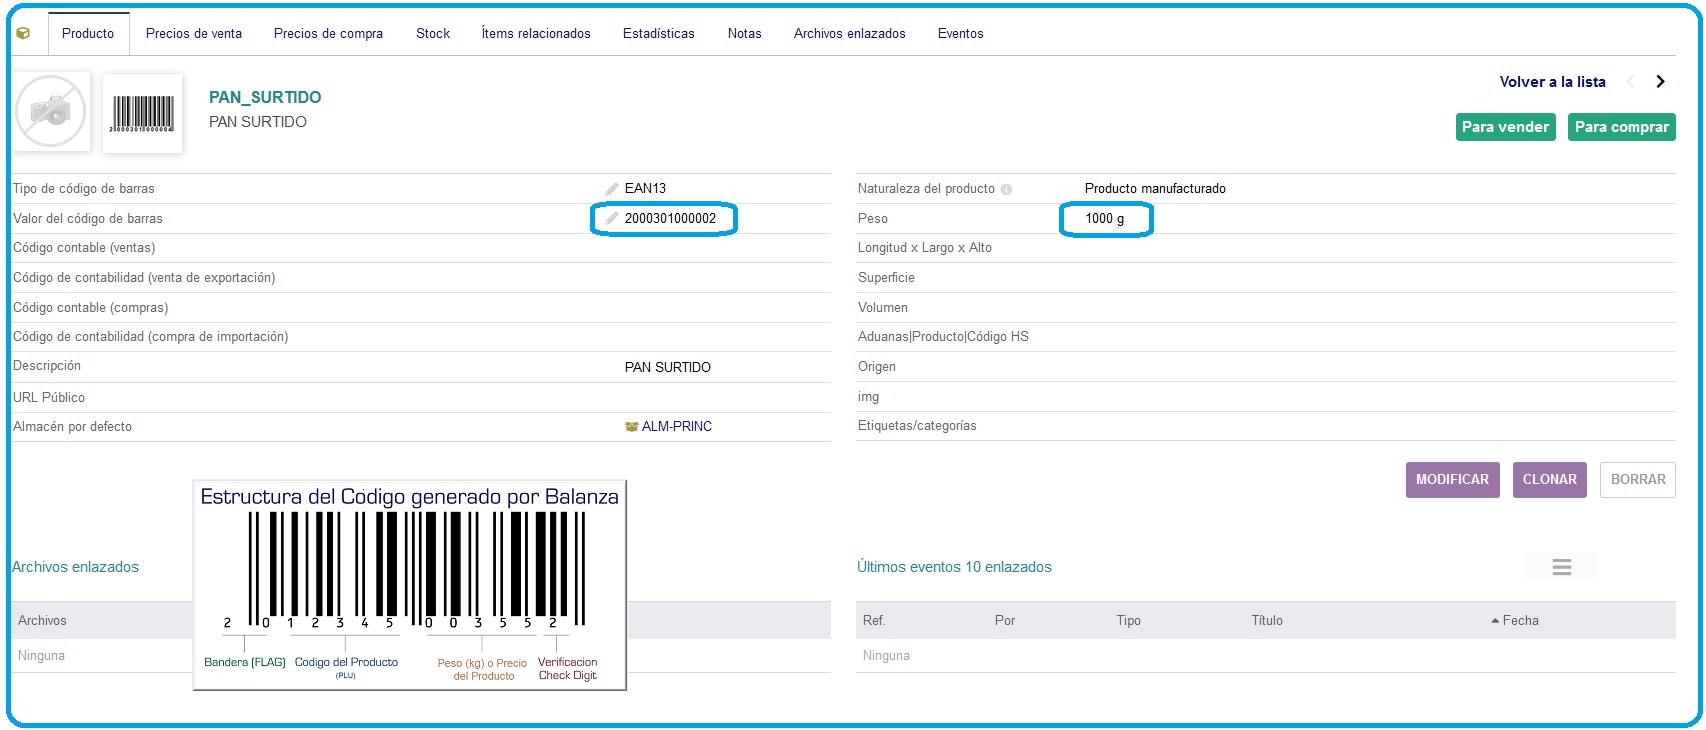 Producto Precios de venta Precios de compra Stock Ítems relacionados Estadísticas Notas Archivos enlazados Eventos
Volver a la lista
PAN_SURTIDO
PAN SURTIDO
Para vender Para comprar
Tipo de código de barras EAN13
Valor del código de barras 2000301000002
Código contable (ventas)
Código de contabilidad (venta de exportación)
Código contable (compras)
Código de contabilidad (compra de importación)
Descripción PAN SURTIDO
URL Público
Almacén por defecto ALM-PRINC
Naturaleza del producto Producto manufacturado
Peso 1000 g
Longitud x Largo x Alto
Superficie
Volumen
Aduanas|Producto|Código HS
Origen
img
Etiquetas/categorías
MODIFICAR CLONAR BORRAR
Estructura del Código generado por Balanza
2 0 1 2 3 4 5 0 0 3 5 5 2
Bandera (FLAG) Código del Producto (PLU) Peso (kg) o Precio del Producto Verificacion Check Digit
Archivos enlazados
Archivos
Ninguna
Últimos eventos 10 enlazados
Ref. Por Tipo Título Fecha
Ninguna